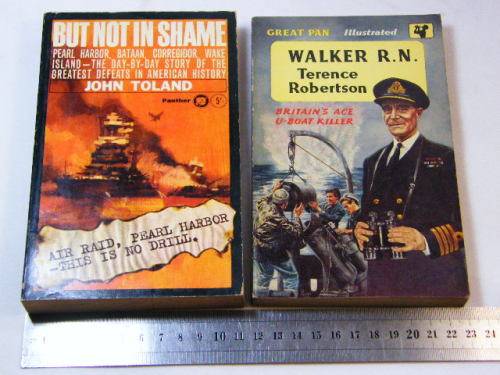 BUT NOT IN SHAME
PEARL HARBOR, BATAAN, CORREGIDOR, WAKE
ISLAND—THE DAY-BY-DAY STORY OF THE
GREATEST DEFEATS IN AMERICAN HISTORY
JOHN TOLAND
Panther
5'
AIR RAID, PEARL HARBOR
—THIS IS NO DRILL.
GREAT PAN Illustrated
WALKER R.N.
Terence
Robertson
BRITAIN'S ACE
U-BOAT KILLER
6 7 8 9 10 11 12 13 14 15 16 17 18 19 20 21 22 23 24